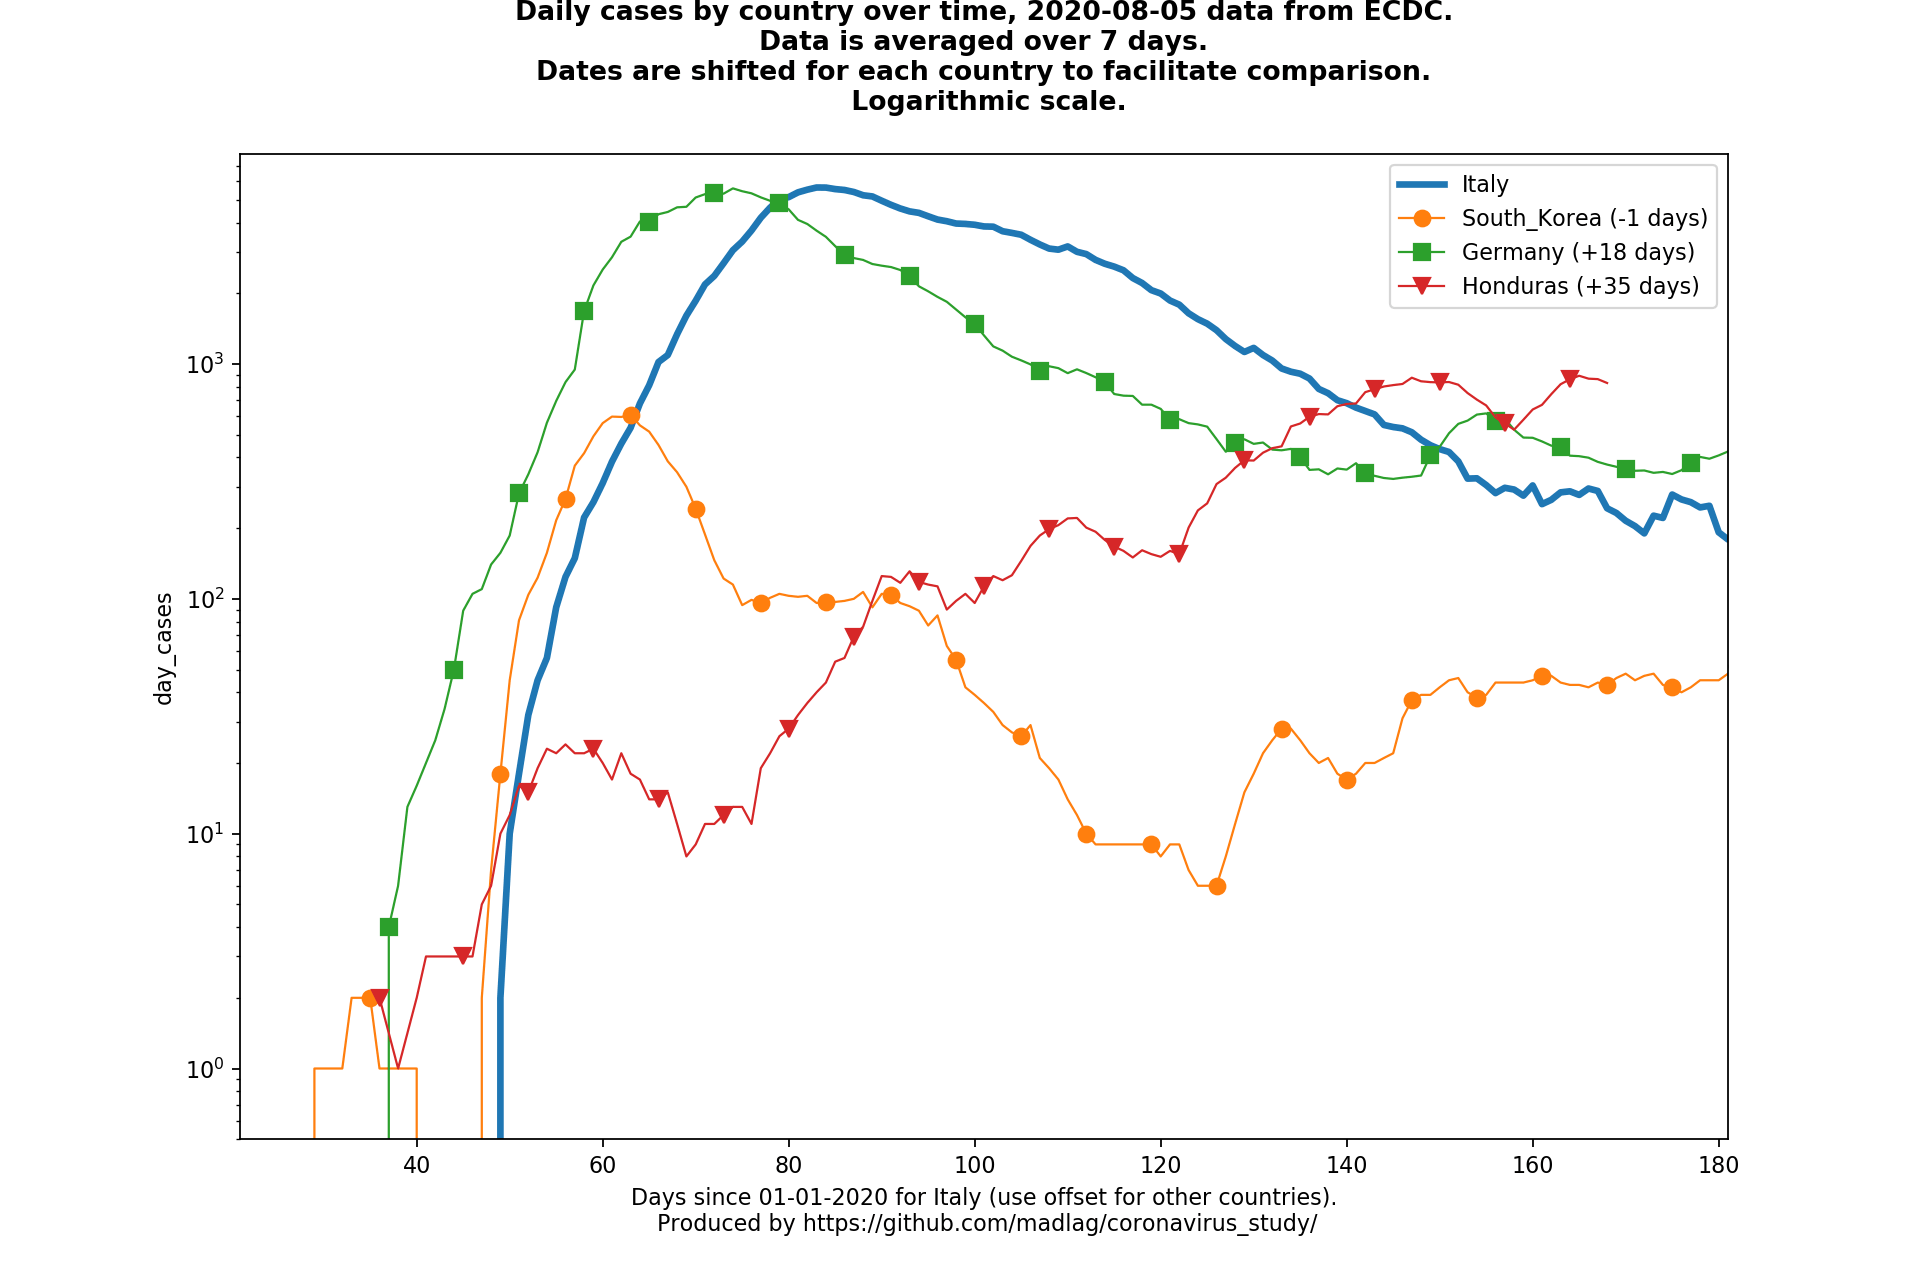 Daily cases by country over time, 2020-08-05 data from ECDC.
Data is averaged over 7 days.
Dates are shifted for each country to facilitate comparison.
Logarithmic scale.
Italy
South_Korea (-1 days)
Germany (+18 days)
Honduras (+35 days)
10³
10²
10¹
10⁰
day_cases
40 60 80 100 120 140 160 180
Days since 01-01-2020 for Italy (use offset for other countries).
Produced by https://github.com/madlag/coronavirus_study/